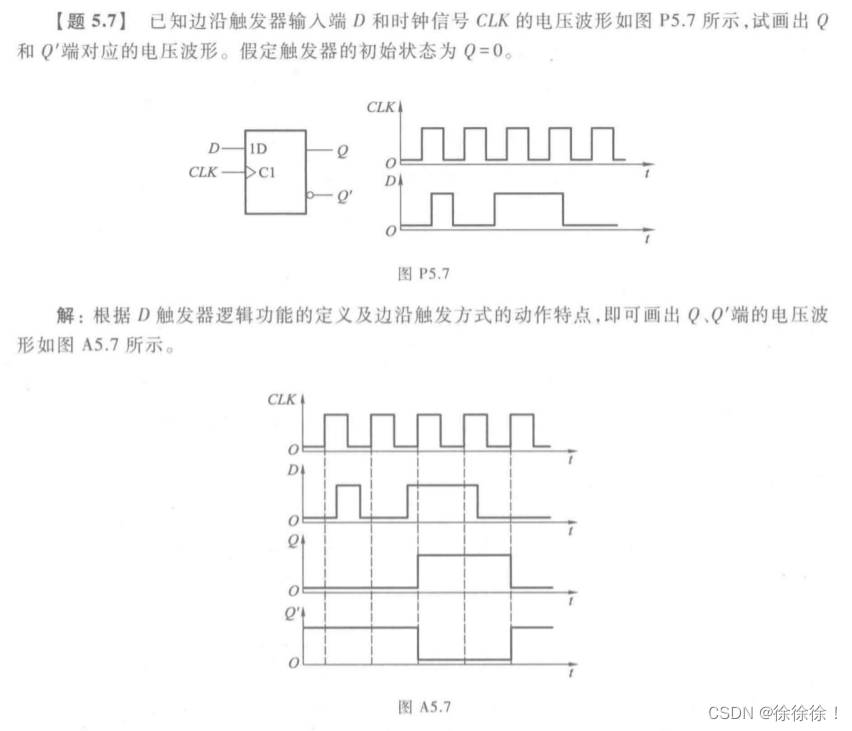 【题 5.7】 已知边沿触发器输入端 D 和时钟信号 CLK 的电压波形如图 P5.7 所示,试画出 Q
和 Q′端对应的电压波形。假定触发器的初始状态为 Q=0。
D
CLK
1D
C1
Q
Q′
CLK
O
t
D
O
t
图 P5.7
解：根据 D 触发器逻辑功能的定义及边沿触发方式的动作特点,即可画出 Q、Q′端的电压波
形如图 A5.7 所示。
CLK
O
t
D
O
t
Q
O
t
Q′
O
t
图 A5.7
CSDN @徐徐徐！